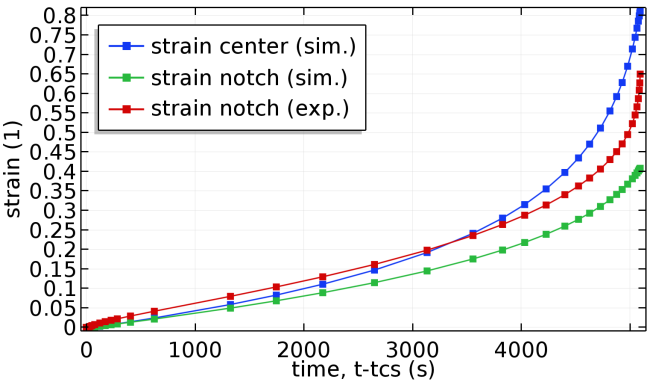 strain center (sim.)
strain notch (sim.)
strain notch (exp.)
strain (1)
0.8
0.75
0.7
0.65
0.6
0.55
0.5
0.45
0.4
0.35
0.3
0.25
0.2
0.15
0.1
0.05
0
0 1000 2000 3000 4000
time, t-tcs (s)